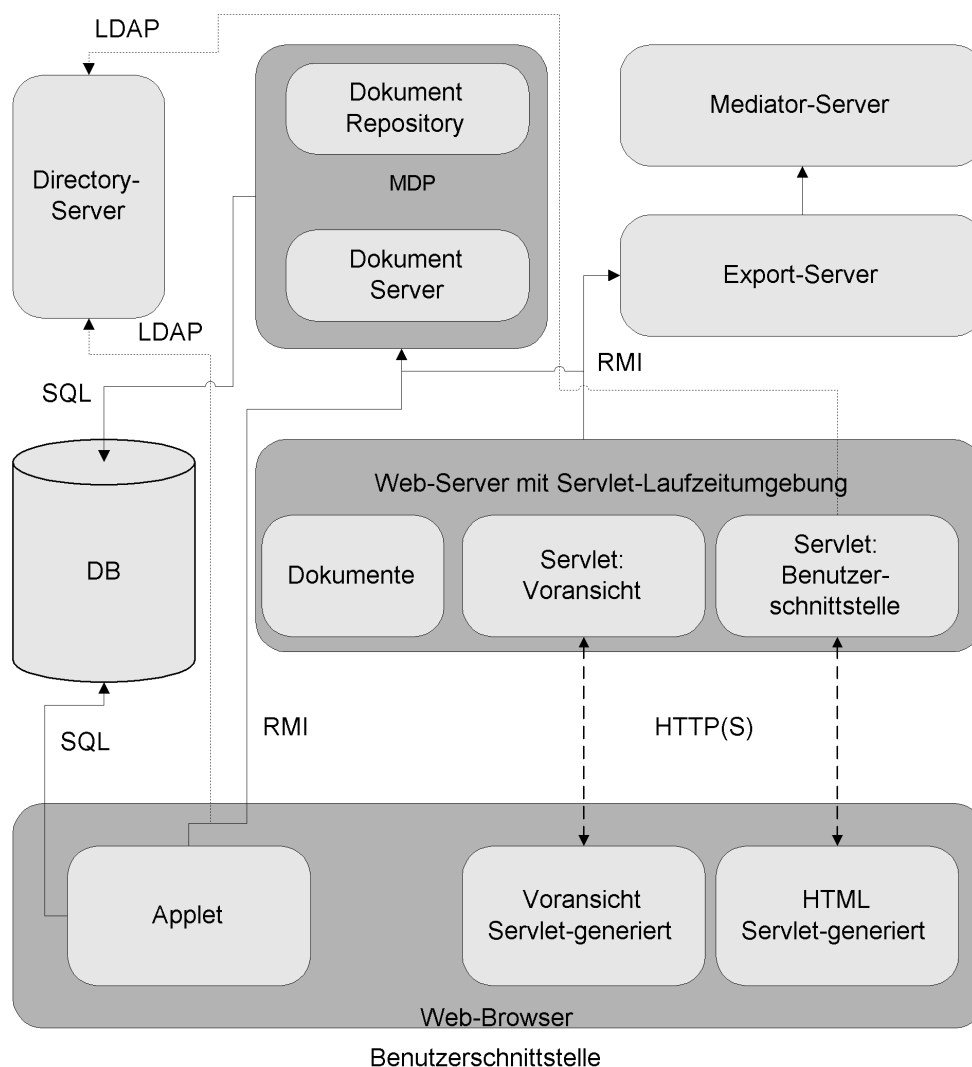 LDAP
Dokument
Repository
MDP
Dokument
Server
Mediator-Server
Directory-
Server
Export-Server
LDAP
RMI
SQL
Web-Server mit Servlet-Laufzeitumgebung
DB
Dokumente
Servlet:
Voransicht
Servlet:
Benutzer-
schnittstelle
SQL
RMI
HTTP(S)
Applet
Voransicht
Servlet-generiert
HTML
Servlet-generiert
Web-Browser
Benutzerschnittstelle